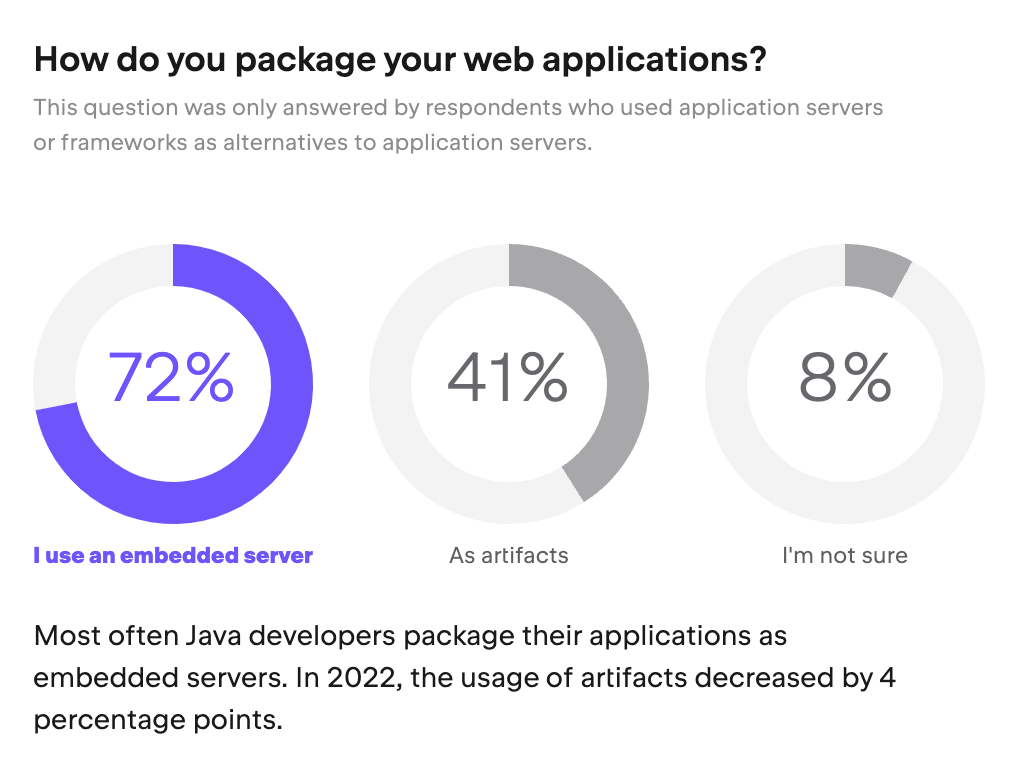 How do you package your web applications?
This question was only answered by respondents who used application servers
or frameworks as alternatives to application servers.
72%
41%
8%
I use an embedded server
As artifacts
I'm not sure
Most often Java developers package their applications as
embedded servers. In 2022, the usage of artifacts decreased by 4
percentage points.